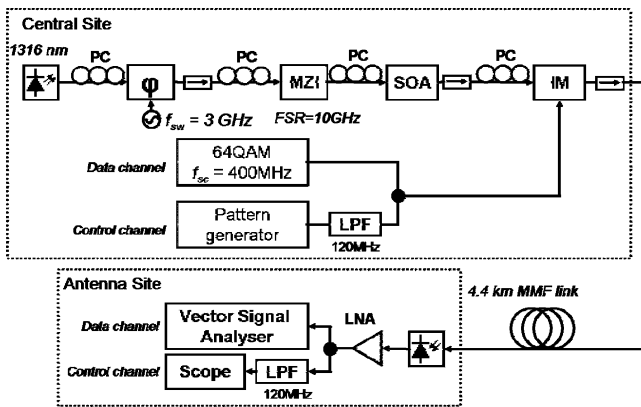 Central Site
1316 nm
PC
PC
PC
PC
φ
MZI
SOA
IM
f_sw = 3 GHz
FSR=10GHz
Data channel
64QAM
f_sc = 400MHz
Control channel
Pattern
generator
LPF
120MHz
Antenna Site
4.4 km MMF link
Data channel
Vector Signal
Analyser
LNA
Control channel
Scope
LPF
120MHz